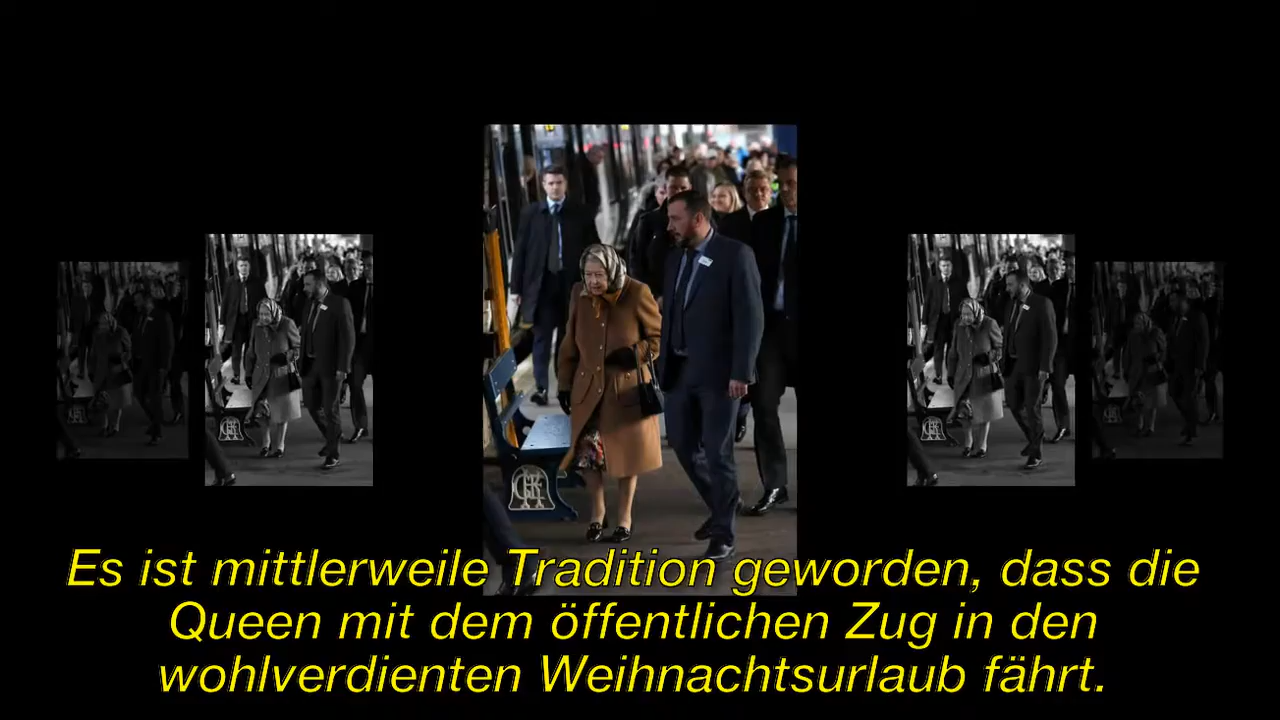 Es ist mittlerweile Tradition geworden, dass die
Queen mit dem öffentlichen Zug in den
wohlverdienten Weihnachtsurlaub fährt.